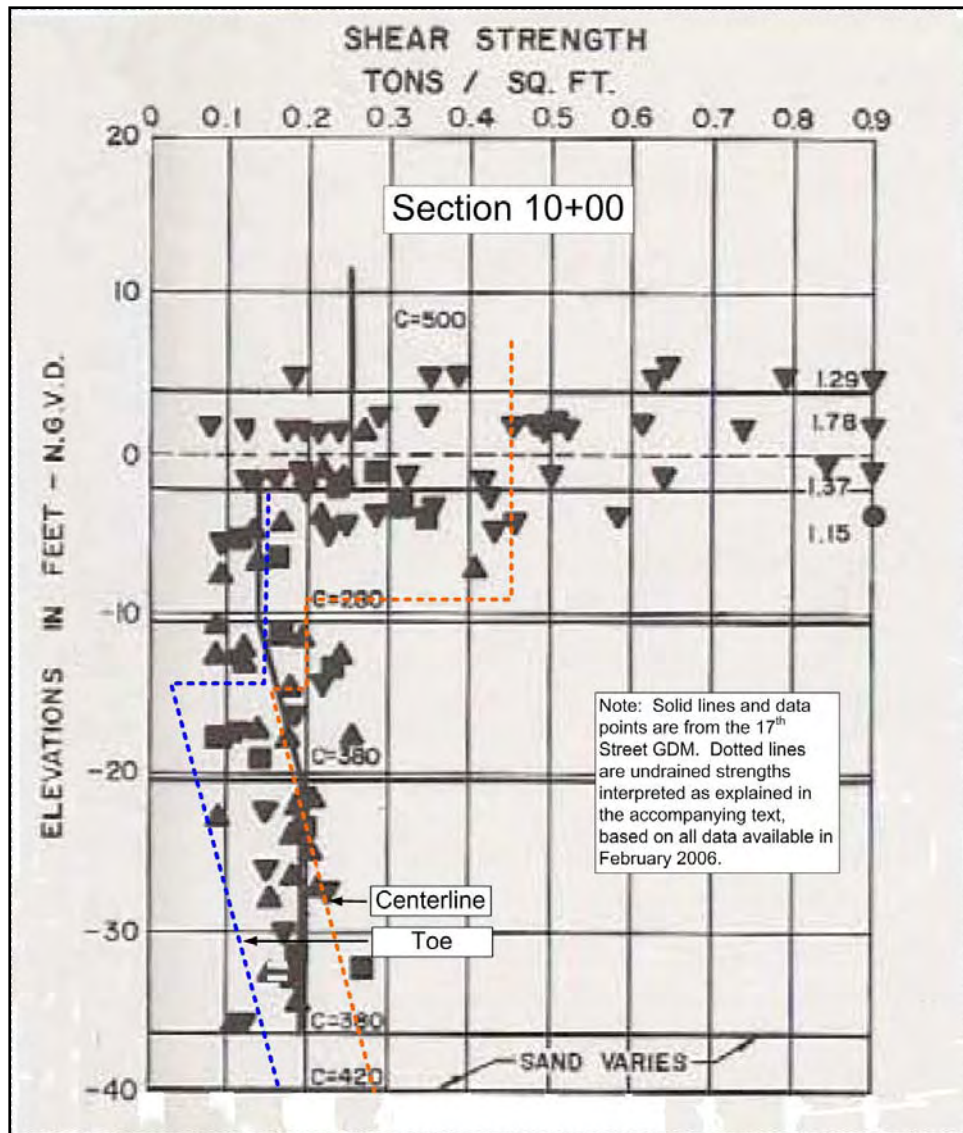 SHEAR STRENGTH
TONS / SQ. FT.
0 0.1 0.2 0.3 0.4 0.5 0.6 0.7 0.8 0.9
20
Section 10+00
10
C=500
1.29
1.78
0
1.37
1.15
C=280
-10
Note: Solid lines and data
points are from the 17th
Street GDM. Dotted lines
are undrained strengths
interpreted as explained in
the accompanying text,
based on all data available in
February 2006.
C=380
-20
Centerline
Toe
-30
C=380
SAND VARIES
C=420
-40
ELEVATIONS IN FEET - N.G.V.D.